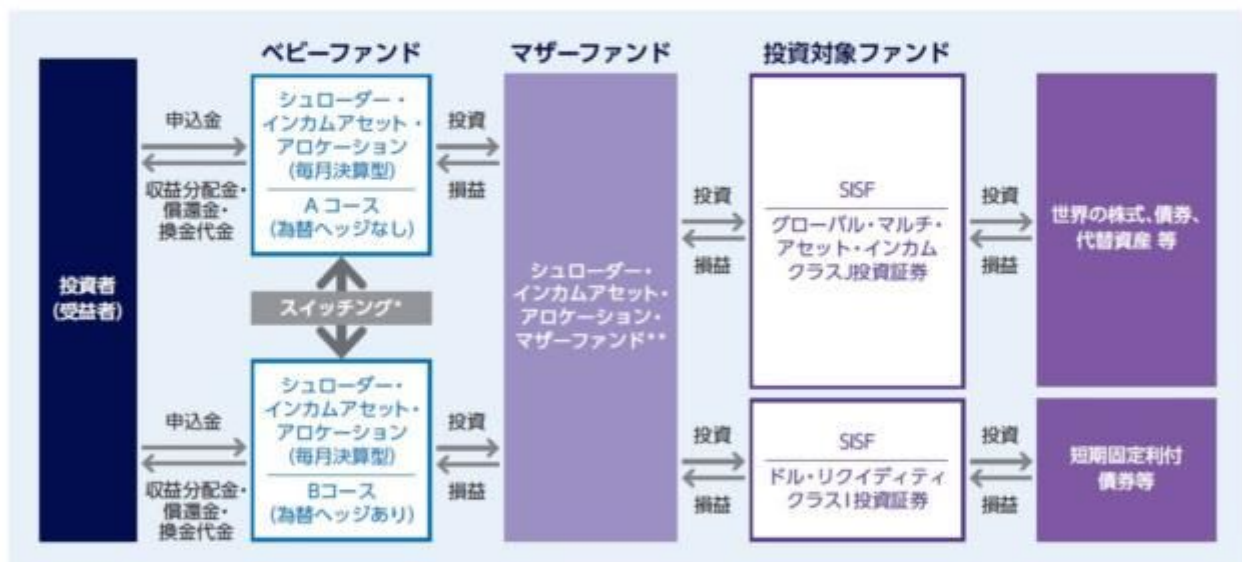 ベビーファンド
マザーファンド
投資対象ファンド
投資者
(受益者)
申込金
収益分配金・
償還金・
換金代金
シュローダー・
インカムアセット・
アロケーション
(毎月決算型)
Aコース
(為替ヘッジなし)
投資
損益
スイッチング*
申込金
収益分配金・
償還金・
換金代金
シュローダー・
インカムアセット・
アロケーション
(毎月決算型)
Bコース
(為替ヘッジあり)
投資
損益
シュローダー・
インカムアセット・
アロケーション・
マザーファンド**
投資
損益
SISF
グローバル・マルチ・
アセット・インカム
クラスJ投資証券
投資
損益
世界の株式、債券、
代替資産 等
投資
損益
SISF
ドル・リクイディティ
クラスI投資証券
投資
損益
短期固定利付
債券等